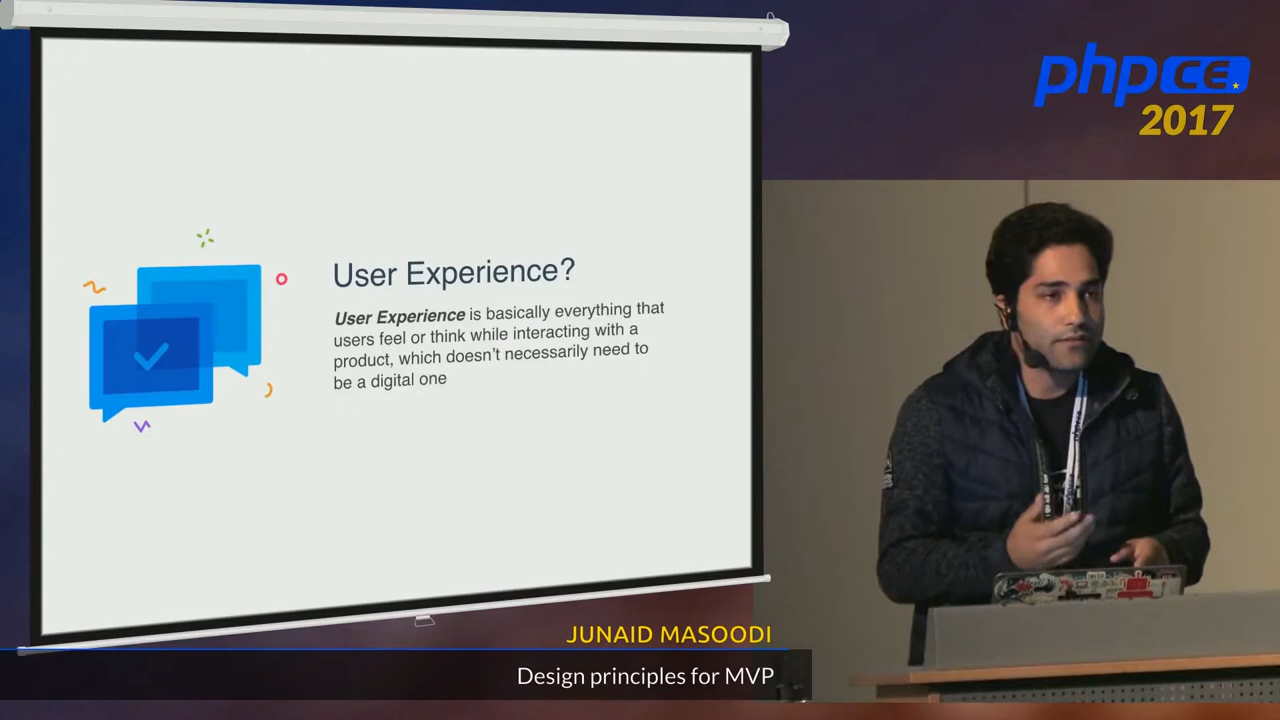 phpCE
2017
User Experience?
User Experience is basically everything that
users feel or think while interacting with a
product, which doesn't necessarily need to
be a digital one
JUNAID MASOODI
Design principles for MVP